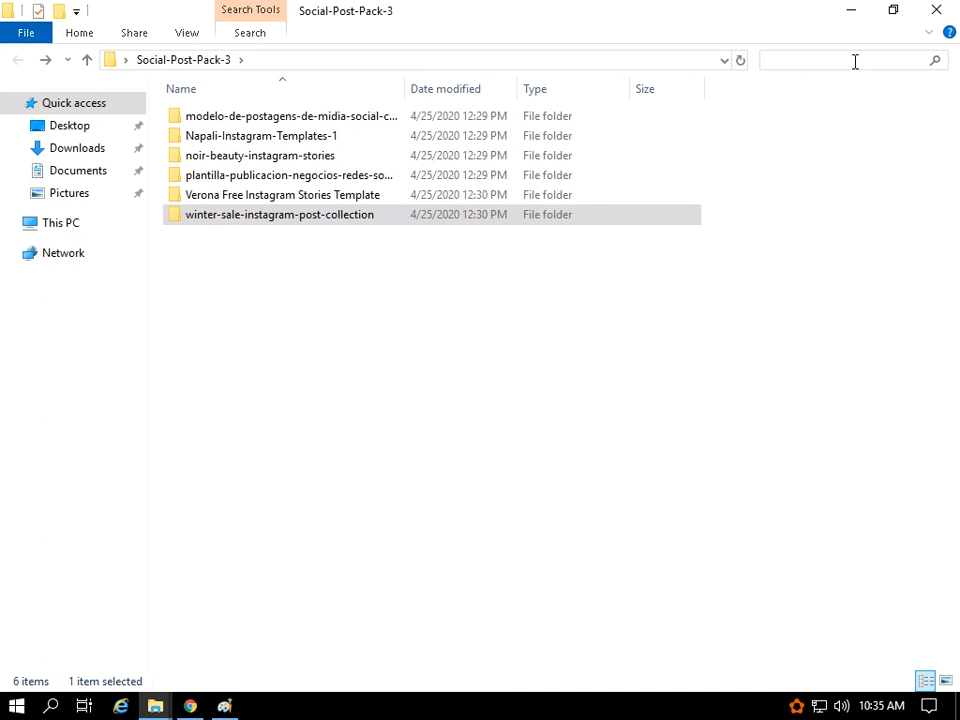 Search Tools
Social-Post-Pack-3
File
Home
Share
View
Search
Social-Post-Pack-3
Name
Date modified
Type
Size
modelo-de-postagens-de-midia-social-c... 4/25/2020 12:29 PM File folder
Napali-Instagram-Templates-1 4/25/2020 12:29 PM File folder
noir-beauty-instagram-stories 4/25/2020 12:29 PM File folder
plantilla-publicacion-negocios-redes-so... 4/25/2020 12:29 PM File folder
Verona Free Instagram Stories Template 4/25/2020 12:30 PM File folder
winter-sale-instagram-post-collection 4/25/2020 12:30 PM File folder
Quick access
Desktop
Downloads
Documents
Pictures
This PC
Network
6 items
1 item selected
10:35 AM